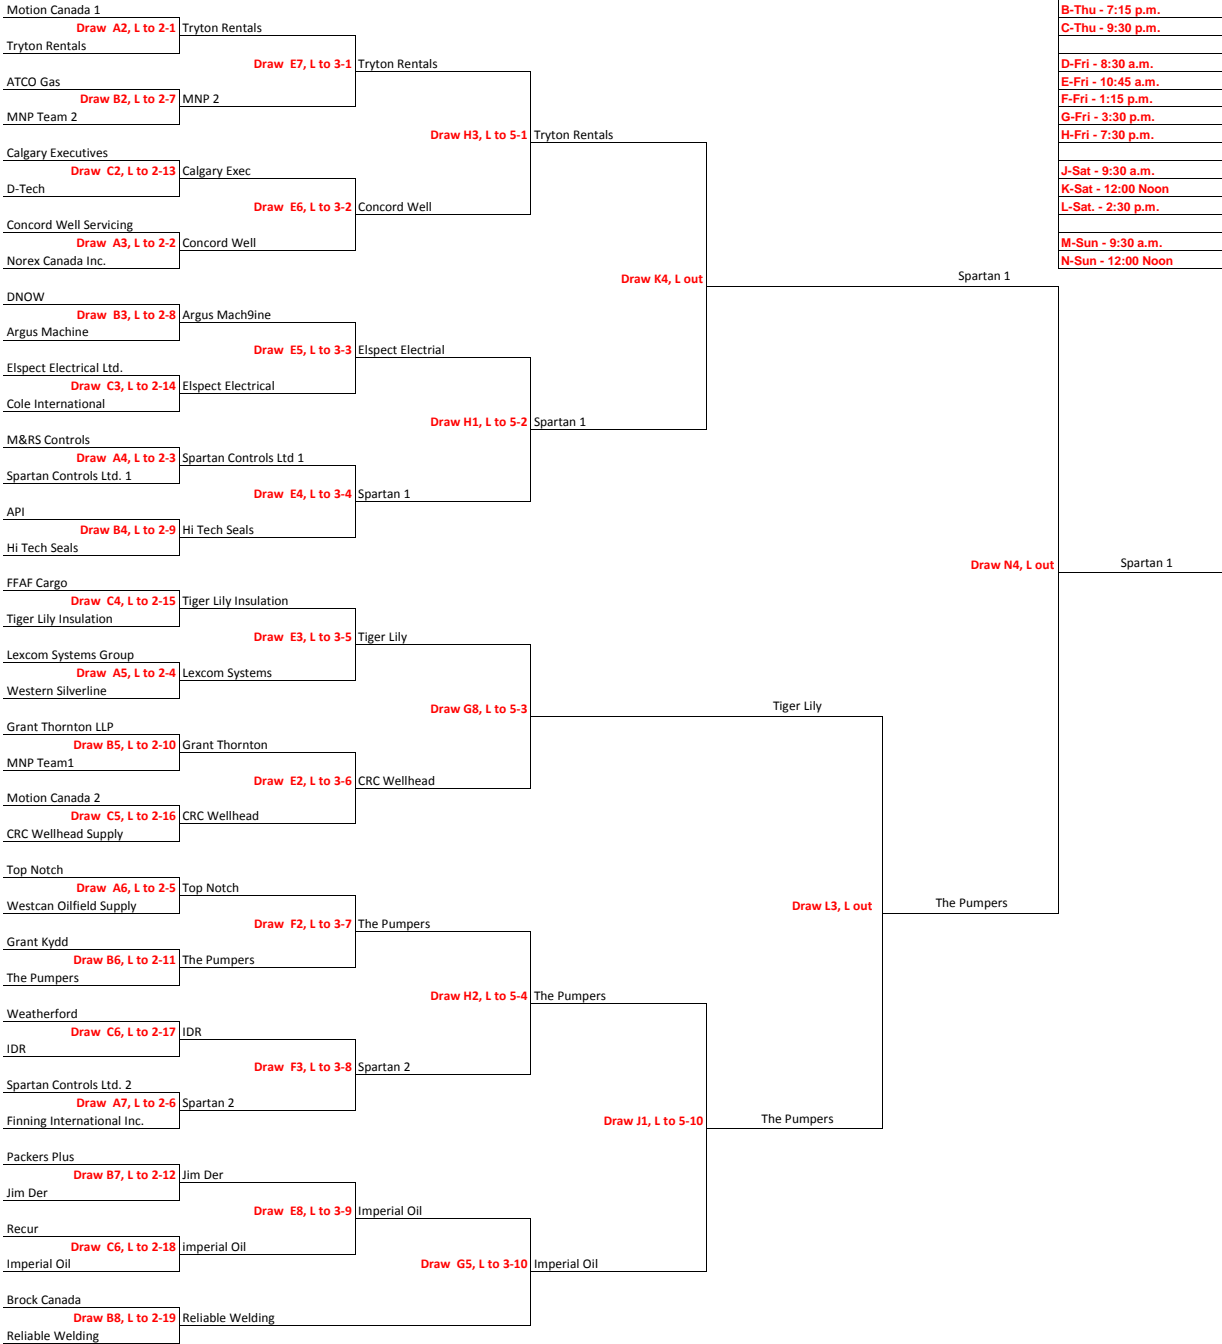 Motion Canada 1
B-Thu - 7:15 p.m.
Draw A2, L to 2-1
Tryton Rentals
C-Thu - 9:30 p.m.
Tryton Rentals
Draw E7, L to 3-1
Tryton Rentals
D-Fri - 8:30 a.m.
ATCO Gas
E-Fri - 10:45 a.m.
Draw B2, L to 2-7
MNP 2
F-Fri - 1:15 p.m.
MNP Team 2
G-Fri - 3:30 p.m.
Draw H3, L to 5-1
Tryton Rentals
H-Fri - 7:30 p.m.
Calgary Executives
Draw C2, L to 2-13
Calgary Exec
J-Sat - 9:30 a.m.
D-Tech
K-Sat - 12:00 Noon
Draw E6, L to 3-2
Concord Well
L-Sat. - 2:30 p.m.
Concord Well Servicing
Draw A3, L to 2-2
Concord Well
M-Sun - 9:30 a.m.
Norex Canada Inc.
N-Sun - 12:00 Noon
Draw K4, L out
Spartan 1
DNOW
Draw B3, L to 2-8
Argus Mach9ine
Argus Machine
Draw E5, L to 3-3
Elspect Electrial
Elspect Electrical Ltd.
Draw C3, L to 2-14
Elspect Electrical
Cole International
Draw H1, L to 5-2
Spartan 1
M&RS Controls
Draw A4, L to 2-3
Spartan Controls Ltd 1
Spartan Controls Ltd. 1
Draw E4, L to 3-4
Spartan 1
API
Draw B4, L to 2-9
Hi Tech Seals
Hi Tech Seals
Draw N4, L out
Spartan 1
FFAF Cargo
Draw C4, L to 2-15
Tiger Lily Insulation
Tiger Lily Insulation
Draw E3, L to 3-5
Tiger Lily
Lexcom Systems Group
Draw A5, L to 2-4
Lexcom Systems
Western Silverline
Draw G8, L to 5-3
Tiger Lily
Grant Thornton LLP
Draw B5, L to 2-10
Grant Thornton
MNP Team1
Draw E2, L to 3-6
CRC Wellhead
Motion Canada 2
Draw C5, L to 2-16
CRC Wellhead
CRC Wellhead Supply
Top Notch
Draw A6, L to 2-5
Top Notch
Westcan Oilfield Supply
Draw L3, L out
The Pumpers
Draw F2, L to 3-7
The Pumpers
Grant Kydd
Draw B6, L to 2-11
The Pumpers
The Pumpers
Draw H2, L to 5-4
The Pumpers
Weatherford
Draw C6, L to 2-17
IDR
IDR
Draw F3, L to 3-8
Spartan 2
Spartan Controls Ltd. 2
Draw A7, L to 2-6
Spartan 2
Finning International Inc.
Draw J1, L to 5-10
The Pumpers
Packers Plus
Draw B7, L to 2-12
Jim Der
Jim Der
Draw E8, L to 3-9
Imperial Oil
Recur
Draw C6, L to 2-18
imperial Oil
Imperial Oil
Draw G5, L to 3-10
Imperial Oil
Brock Canada
Draw B8, L to 2-19
Reliable Welding
Reliable Welding